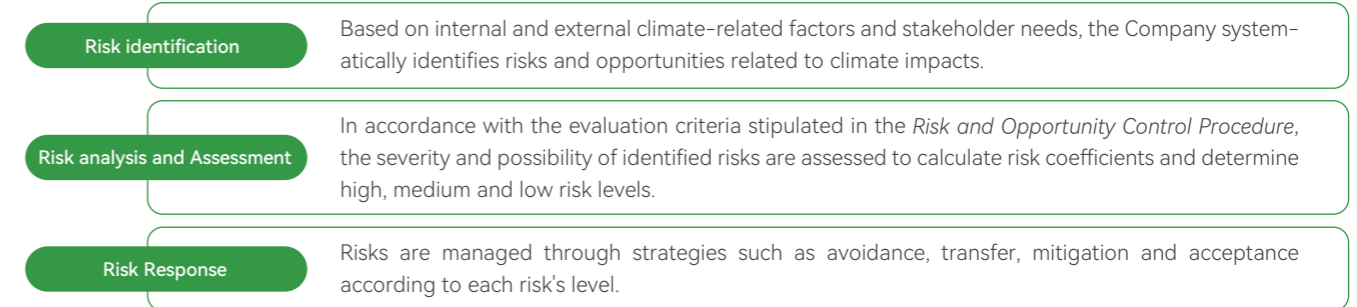 Risk identification
Based on internal and external climate-related factors and stakeholder needs, the Company system-
atically identifies risks and opportunities related to climate impacts.
Risk analysis and Assessment
In accordance with the evaluation criteria stipulated in the Risk and Opportunity Control Procedure,
the severity and possibility of identified risks are assessed to calculate risk coefficients and determine
high, medium and low risk levels.
Risk Response
Risks are managed through strategies such as avoidance, transfer, mitigation and acceptance
according to each risk's level.